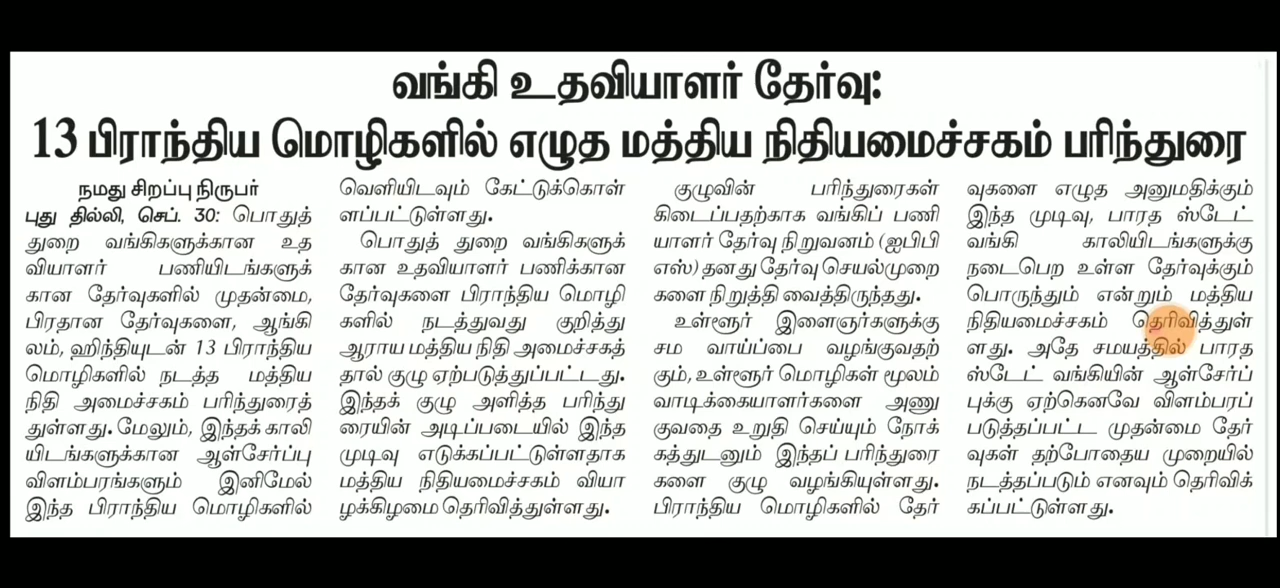 வங்கி உதவியாளர் தேர்வு:
13 பிராந்திய மொழிகளில் எழுத மத்திய நிதியமைச்சகம் பரிந்துரை
நமது சிறப்பு நிருபர்
புது தில்லி, செப். 30: பொதுத்
துறை வங்கிகளுக்கான உத
வியாளர் பணியிடங்களுக்
கான தேர்வுகளில் முதன்மை,
பிரதான தேர்வுகளை, ஆங்கி
லம், ஹிந்தியுடன் 13 பிராந்திய
மொழிகளில் நடத்த மத்திய
நிதி அமைச்சகம் பரிந்துரைத்
துள்ளது. மேலும், இந்தக் காலி
யிடங்களுக்கான ஆள்சேர்ப்பு
விளம்பரங்களும் இனிமேல்
இந்த பிராந்திய மொழிகளில்
வெளியிடவும் கேட்டுக்கொள்
ளப்பட்டுள்ளது.
பொதுத் துறை வங்கிகளுக்
கான உதவியாளர் பணிக்கான
தேர்வுகளை பிராந்திய மொழி
களில் நடத்துவது குறித்து
ஆராய மத்திய நிதி அமைச்சகத்
தால் குழு ஏற்படுத்துப்பட்டது.
இந்தக் குழு அளித்த பரிந்து
ரையின் அடிப்படையில் இந்த
முடிவு எடுக்கப்பட்டுள்ளதாக
மத்திய நிதியமைச்சகம் வியா
ழக்கிழமை தெரிவித்துள்ளது.
குழுவின் பரிந்துரைகள்
கிடைப்பதற்காக வங்கிப் பணி
யாளர் தேர்வு நிறுவனம் (ஐபிபி
எஸ்) தனது தேர்வு செயல்முறை
களை நிறுத்தி வைத்திருந்தது.
உள்ளூர் இளைஞர்களுக்கு
சம வாய்ப்பை வழங்குவதற்
கும், உள்ளூர் மொழிகள் மூலம்
வாடிக்கையாளர்களை அணு
குவதை உறுதி செய்யும் நோக்
கத்துடனும் இந்தப் பரிந்துரை
களை குழு வழங்கியுள்ளது.
பிராந்திய மொழிகளில் தேர்
வுகளை எழுத அனுமதிக்கும்
இந்த முடிவு, பாரத ஸ்டேட்
வங்கி காலியிடங்களுக்கு
நடைபெற உள்ள தேர்வுக்கும்
பொருந்தும் என்றும் மத்திய
நிதியமைச்சகம் தெரிவித்துள்
ளது. அதே சமயத்தில் பாரத
ஸ்டேட் வங்கியின் ஆள்சேர்ப்
புக்கு ஏற்கெனவே விளம்பரப்
படுத்தப்பட்ட முதன்மை தேர்
வுகள் தற்போதைய முறையில்
நடத்தப்படும் எனவும் தெரிவிக்
கப்பட்டுள்ளது.